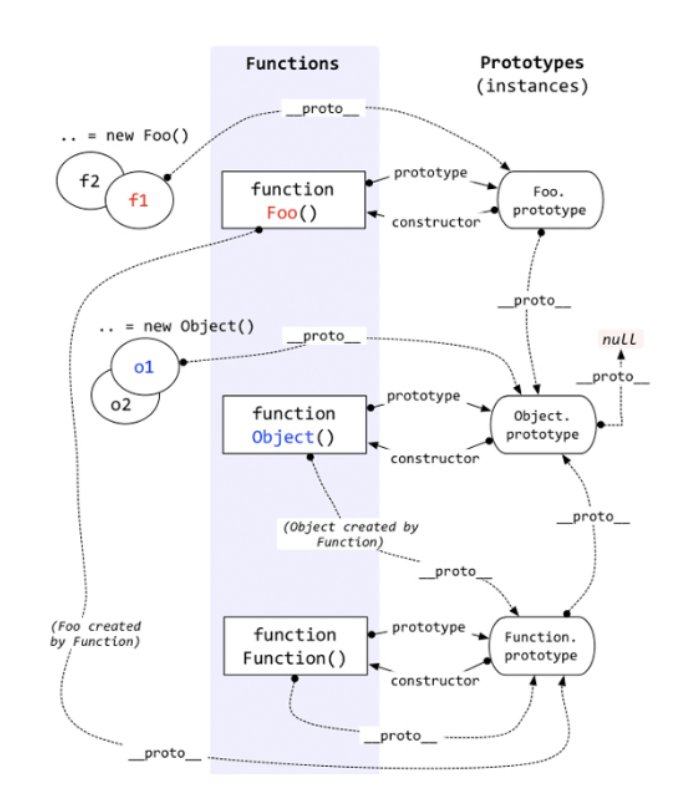 Functions
Prototypes
(instances)
__proto__
.. = new Foo()
f2
f1
function
Foo()
prototype
constructor
Foo.
prototype
__proto__
.. = new Object()
__proto__
null
__proto__
o1
o2
function
Object()
prototype
constructor
Object.
prototype
(Object created by
Function)
__proto__
__proto__
(Foo created
by Function)
function
Function()
prototype
constructor
Function.
prototype
__proto__
__proto__